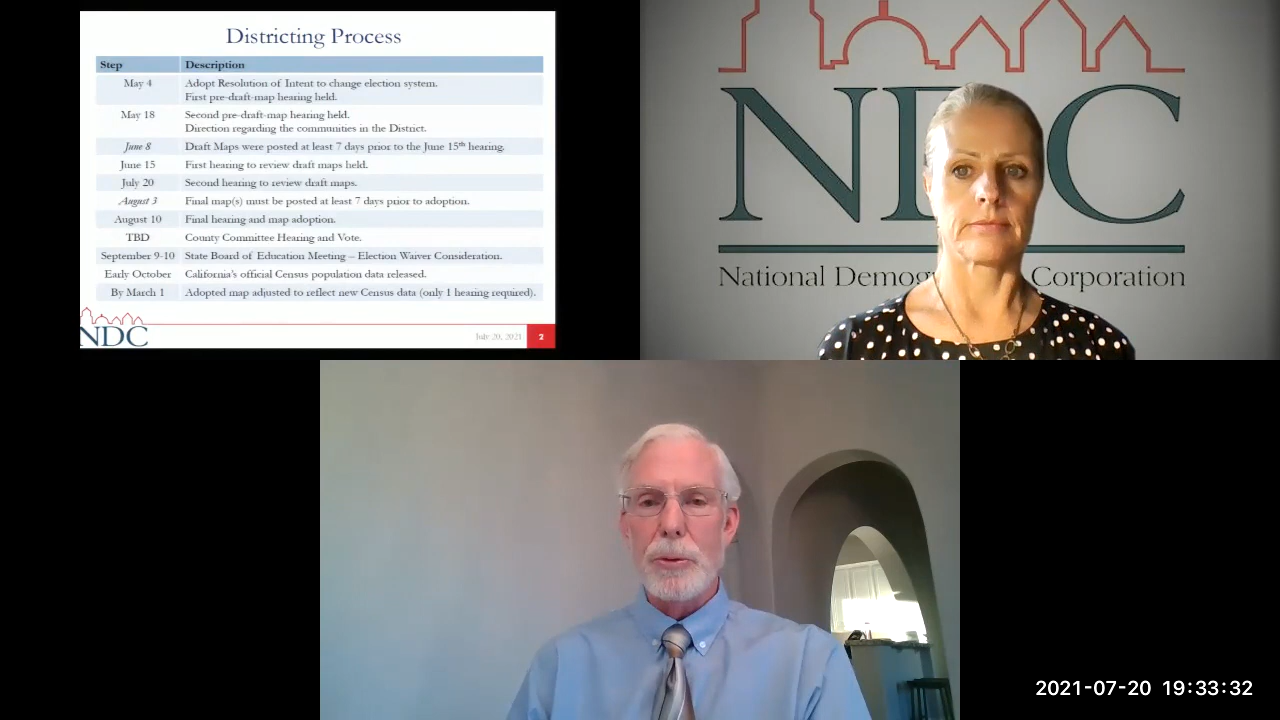 Districting Process
Step Description
May 4 Adopt Resolution of Intent to change election system.
First pre-draft-map hearing held.
May 18 Second pre-draft-map hearing held.
Direction regarding the communities in the District.
June 8 Draft Maps were posted at least 7 days prior to the June 15th hearing.
June 15 First hearing to review draft maps held.
July 20 Second hearing to review draft maps.
August 3 Final map(s) must be posted at least 7 days prior to adoption.
August 10 Final hearing and map adoption.
TBD County Committee Hearing and Vote.
September 9-10 State Board of Education Meeting – Election Waiver Consideration.
Early October California's official Census population data released.
By March 1 Adopted map adjusted to reflect new Census data (only 1 hearing required).
NDC
July 20, 2021 2
NDC
National Demog Corporation
2021-07-20 19:33:32